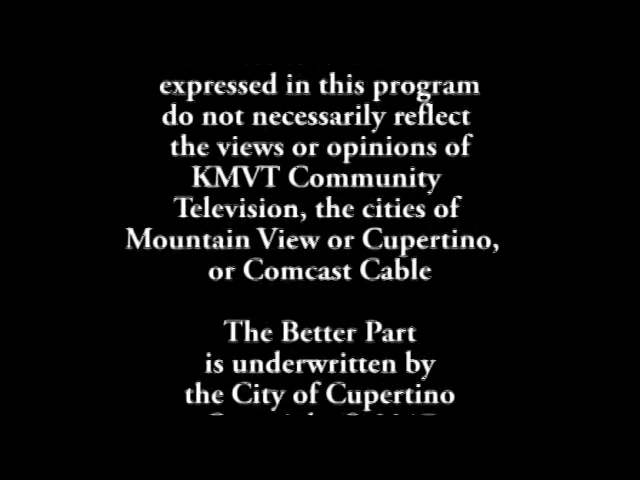 expressed in this program
do not necessarily reflect
the views or opinions of
KMVT Community
Television, the cities of
Mountain View or Cupertino,
or Comcast Cable
The Better Part
is underwritten by
the City of Cupertino